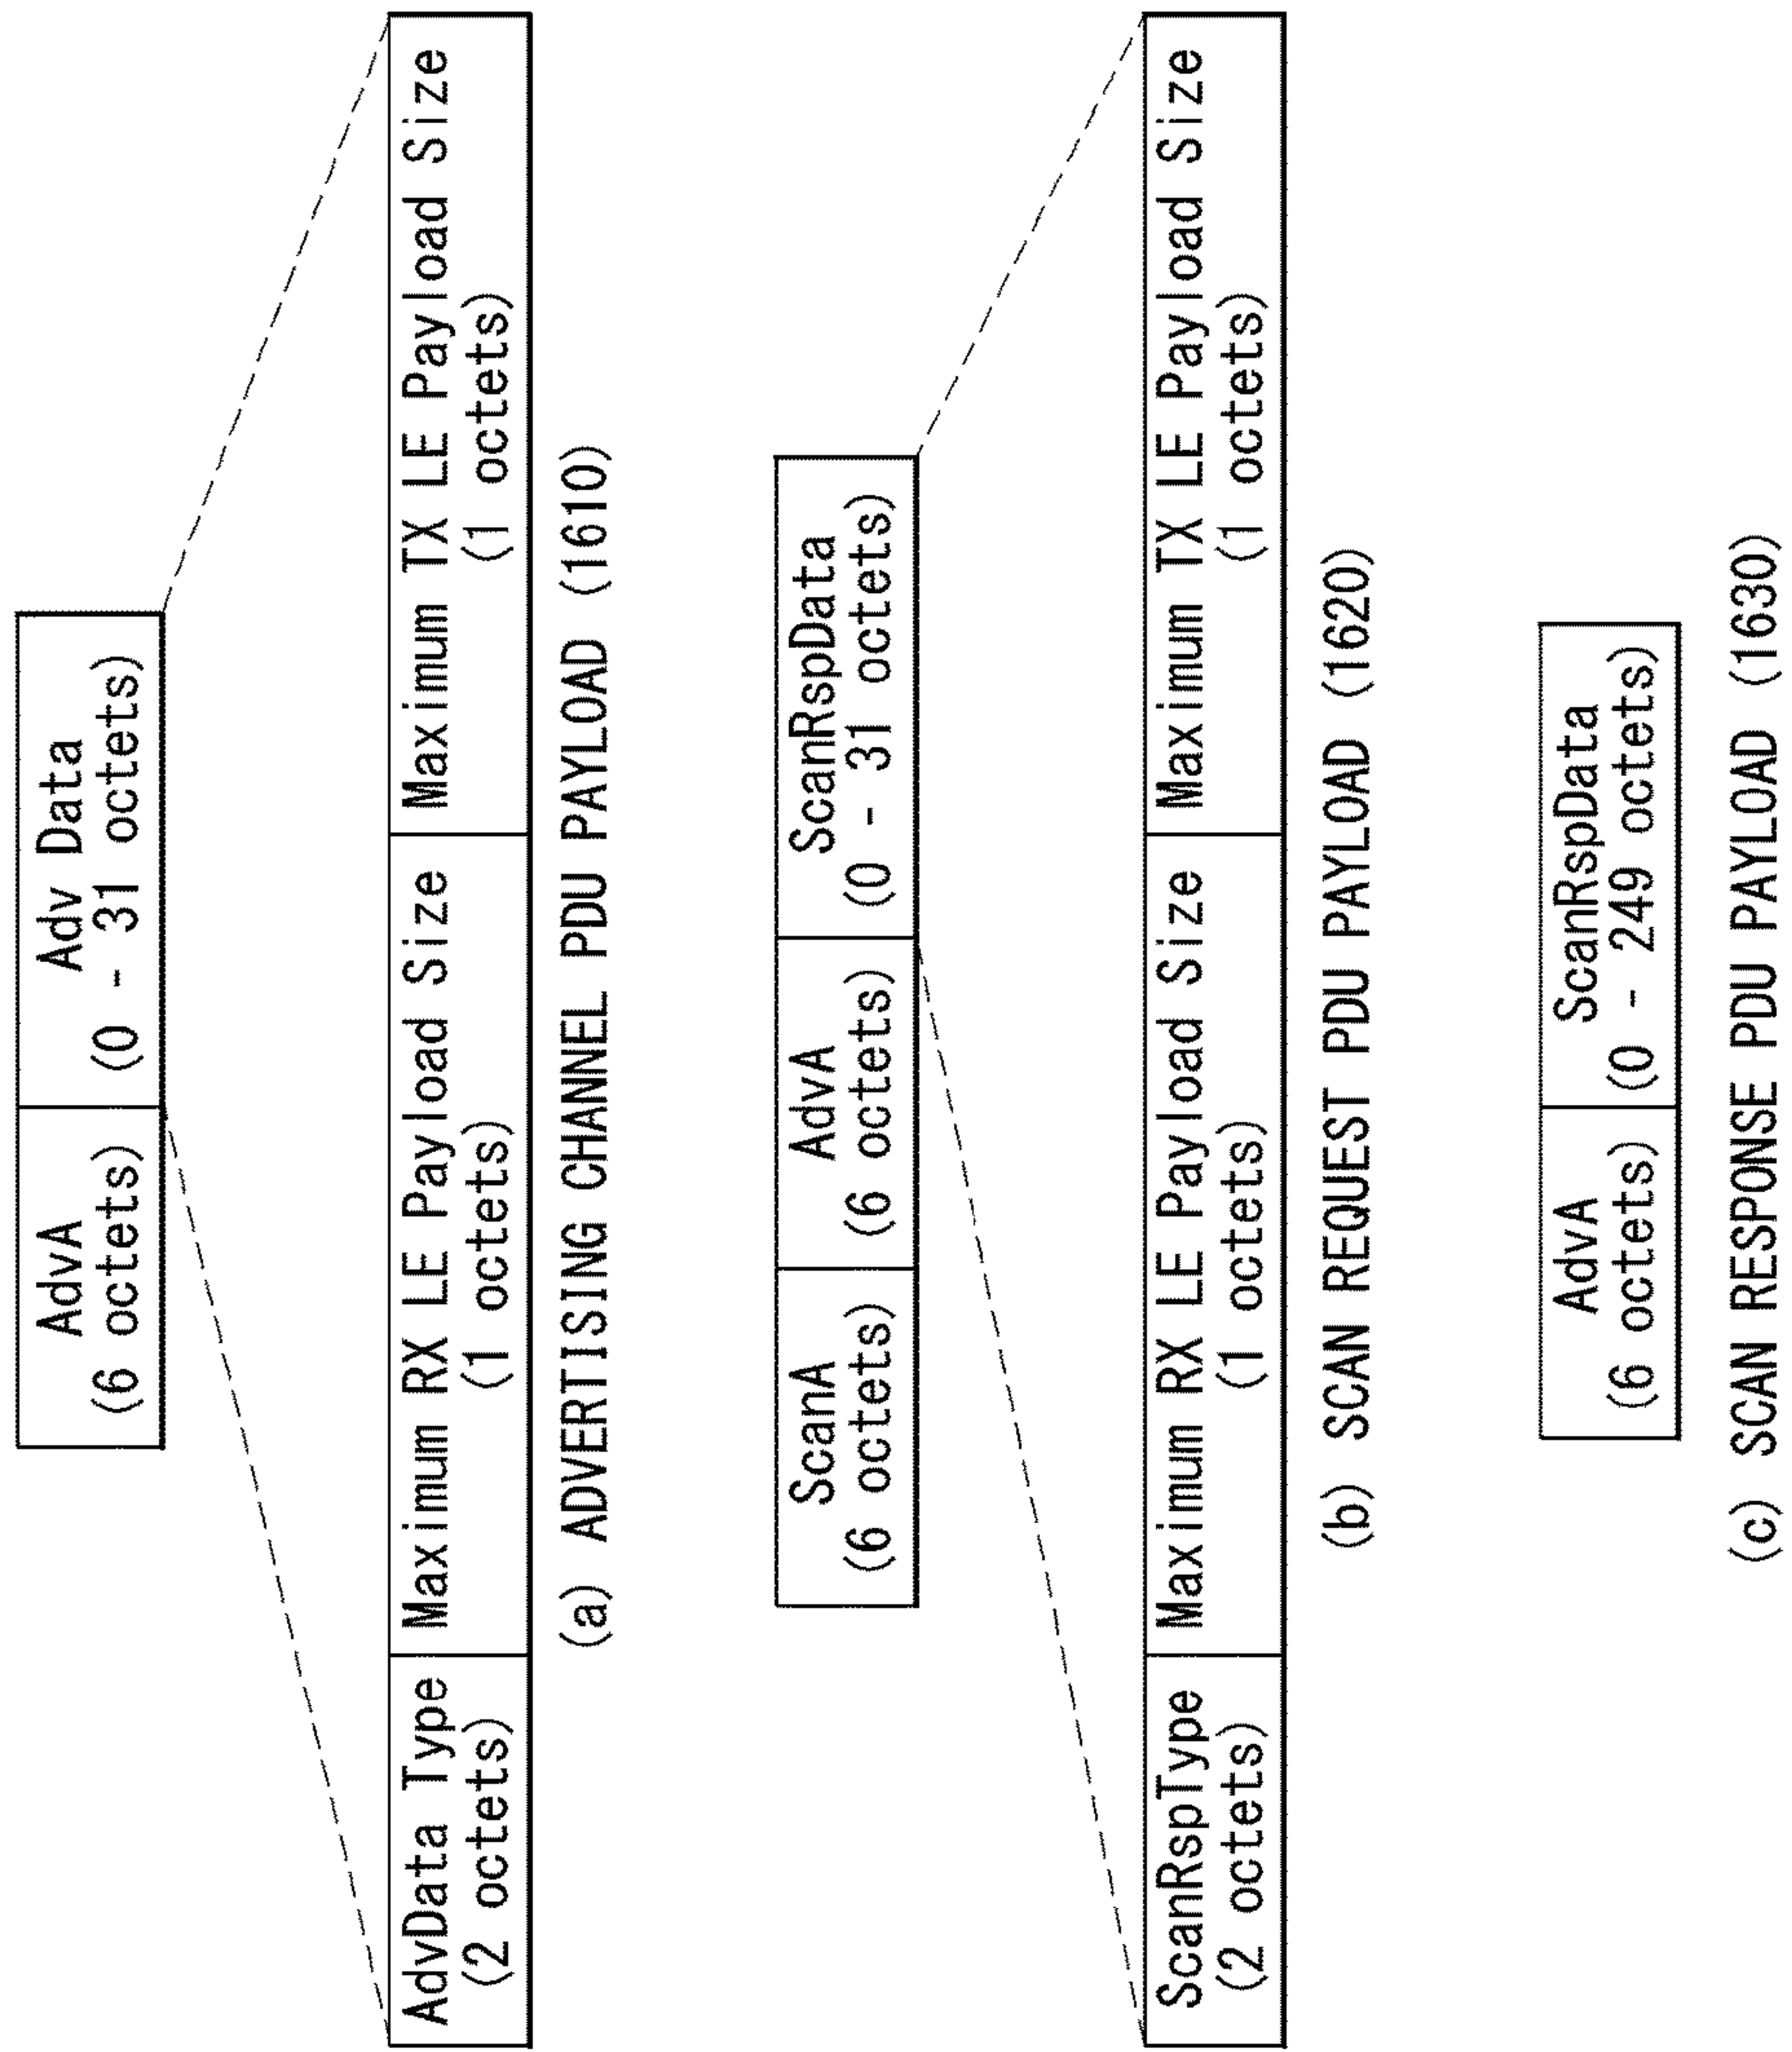 AdvA
(6 octets)
Adv Data
(0 - 31 octets)
AdvData Type
(2 octets)
Maximum RX LE Payload Size
(1 octets)
Maximum TX LE Payload Size
(1 octets)
(a) ADVERTISING CHANNEL PDU PAYLOAD (1610)
ScanA
(6 octets)
AdvA
(6 octets)
ScanRspData
(0 - 31 octets)
ScanRspType
(2 octets)
Maximum RX LE Payload Size
(1 octets)
Maximum TX LE Payload Size
(1 octets)
(b) SCAN REQUEST PDU PAYLOAD (1620)
AdvA
(6 octets)
ScanRspData
(0 - 249 octets)
(c) SCAN RESPONSE PDU PAYLOAD (1630)